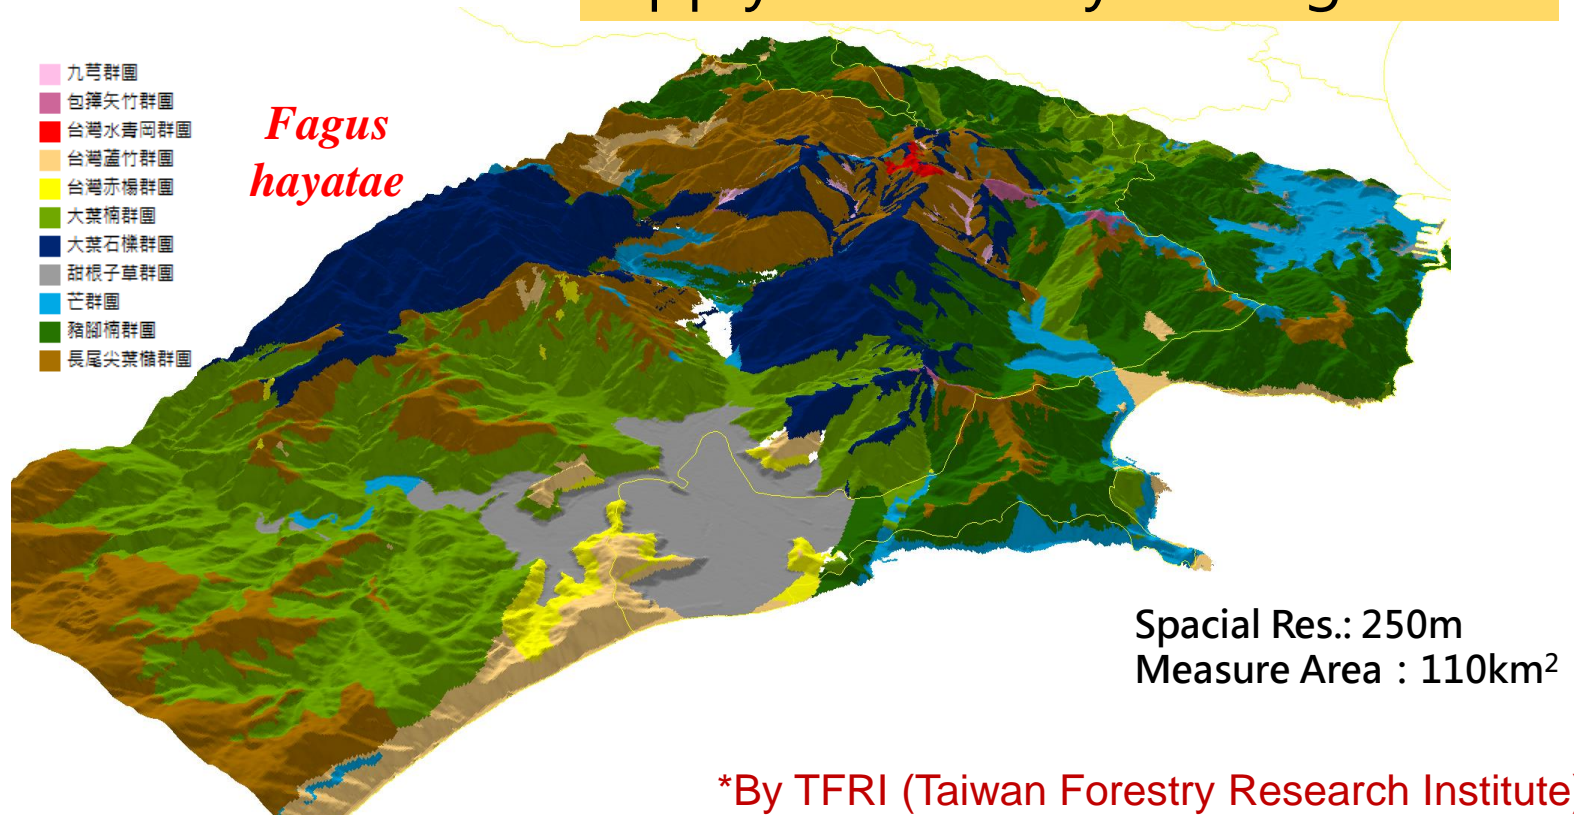 九芎群團
包籜矢竹群團
台灣水青岡群團
台灣蘆竹群團
台灣赤楊群團
大葉楠群團
大葉石櫟群團
甜根子草群團
芒群團
豬腳楠群團
長尾尖葉櫧群團
Fagus
hayatae
Spacial Res.: 250m
Measure Area：110km²
*By TFRI (Taiwan Forestry Research Institute)